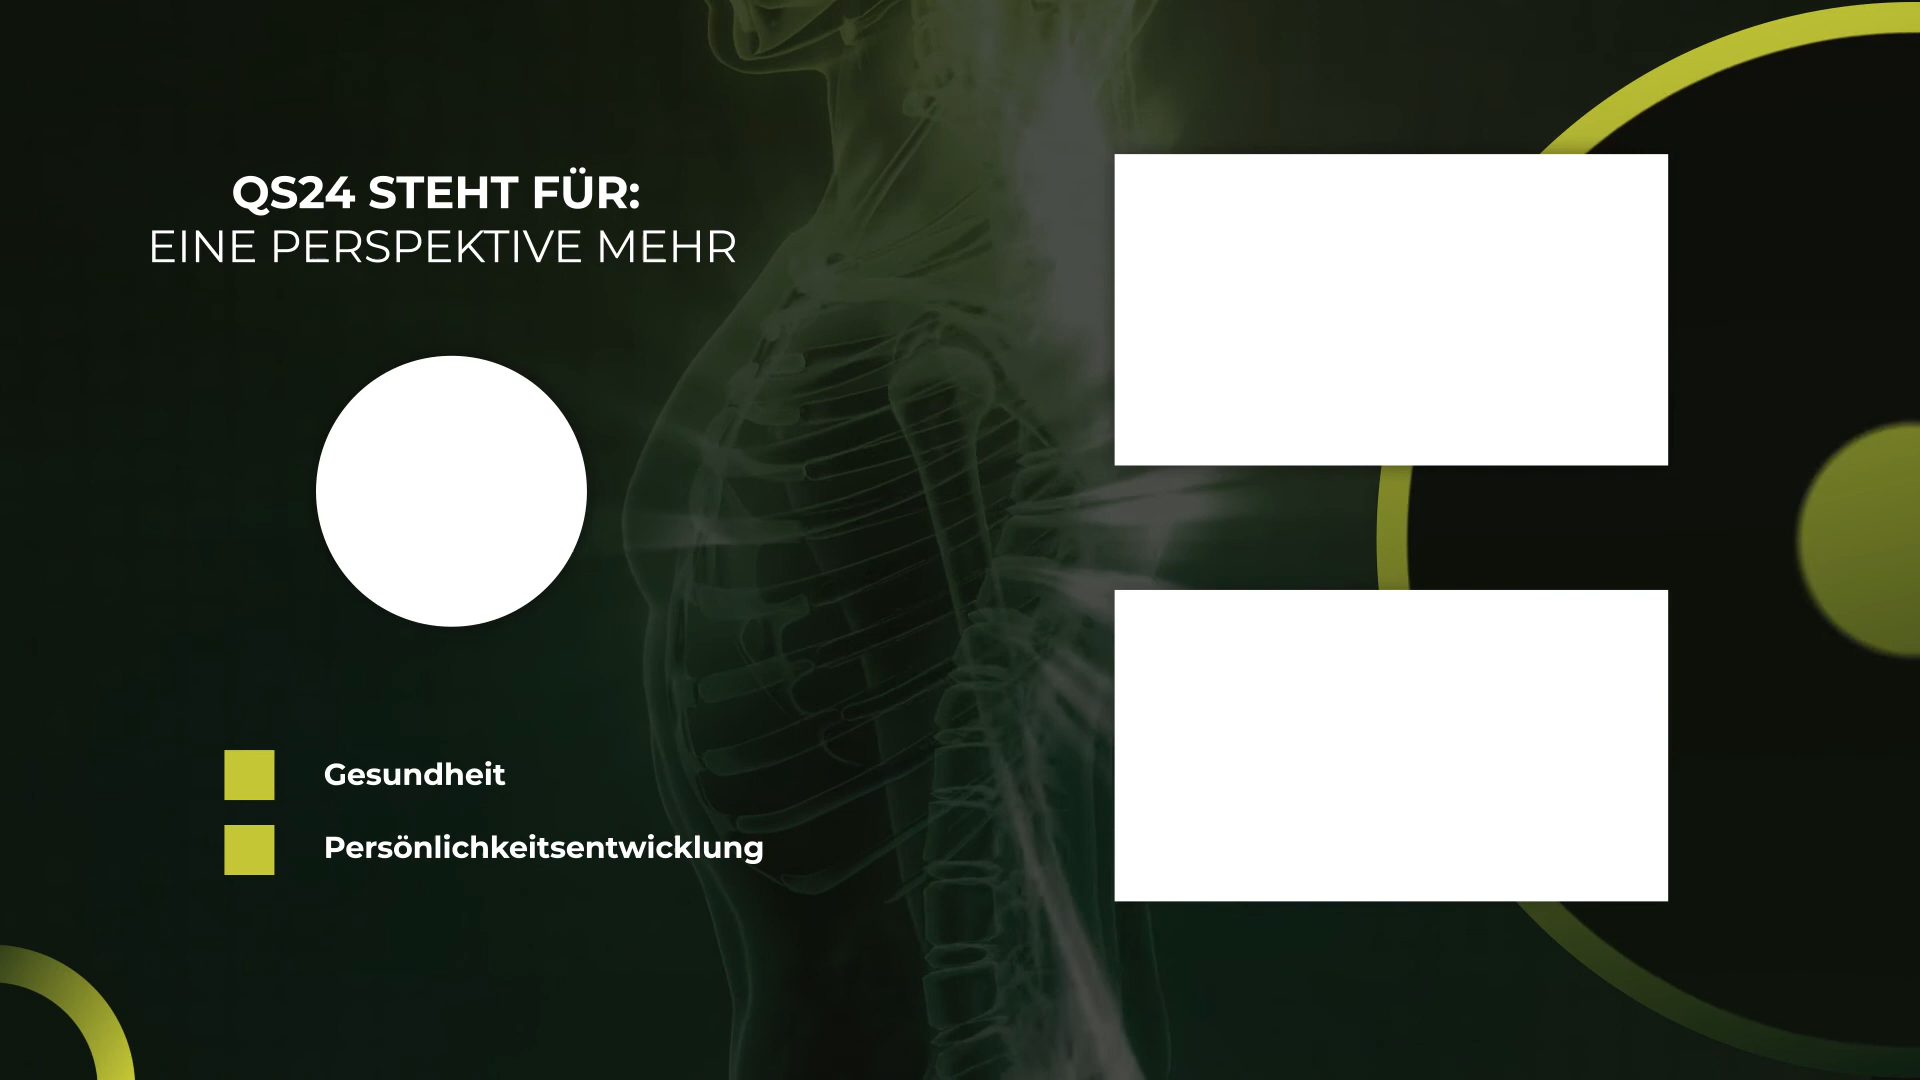 QS24 STEHT FÜR:
EINE PERSPEKTIVE MEHR
Gesundheit
Persönlichkeitsentwicklung